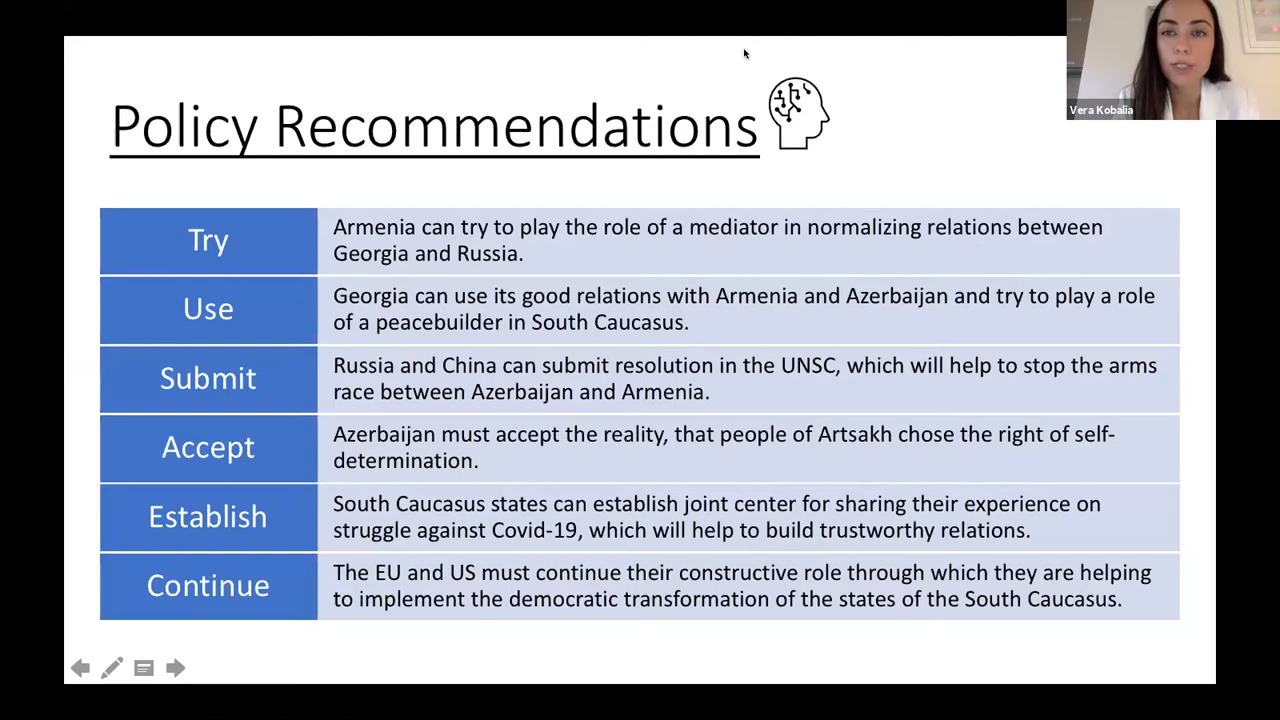 Policy Recommendations
Vera Kobalia
Try
Armenia can try to play the role of a mediator in normalizing relations between
Georgia and Russia.
Use
Georgia can use its good relations with Armenia and Azerbaijan and try to play a role
of a peacebuilder in South Caucasus.
Submit
Russia and China can submit resolution in the UNSC, which will help to stop the arms
race between Azerbaijan and Armenia.
Accept
Azerbaijan must accept the reality, that people of Artsakh chose the right of self-
determination.
Establish
South Caucasus states can establish joint center for sharing their experience on
struggle against Covid-19, which will help to build trustworthy relations.
Continue
The EU and US must continue their constructive role through which they are helping
to implement the democratic transformation of the states of the South Caucasus.